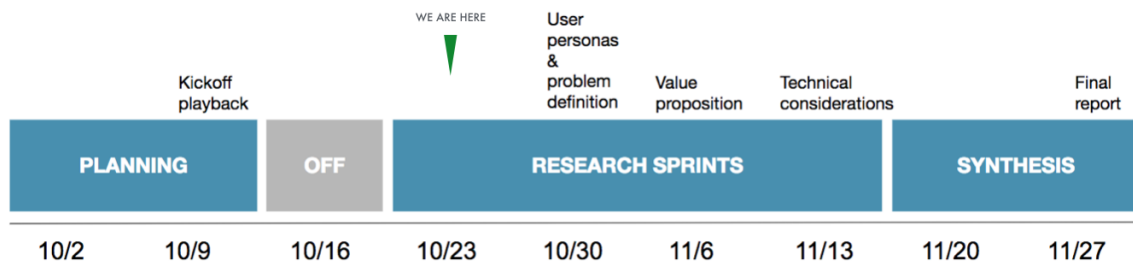 WE ARE HERE
Kickoff
playback
User
personas
&
problem
definition
Value
proposition
Technical
considerations
Final
report
PLANNING
OFF
RESEARCH SPRINTS
SYNTHESIS
10/2
10/9
10/16
10/23
10/30
11/6
11/13
11/20
11/27